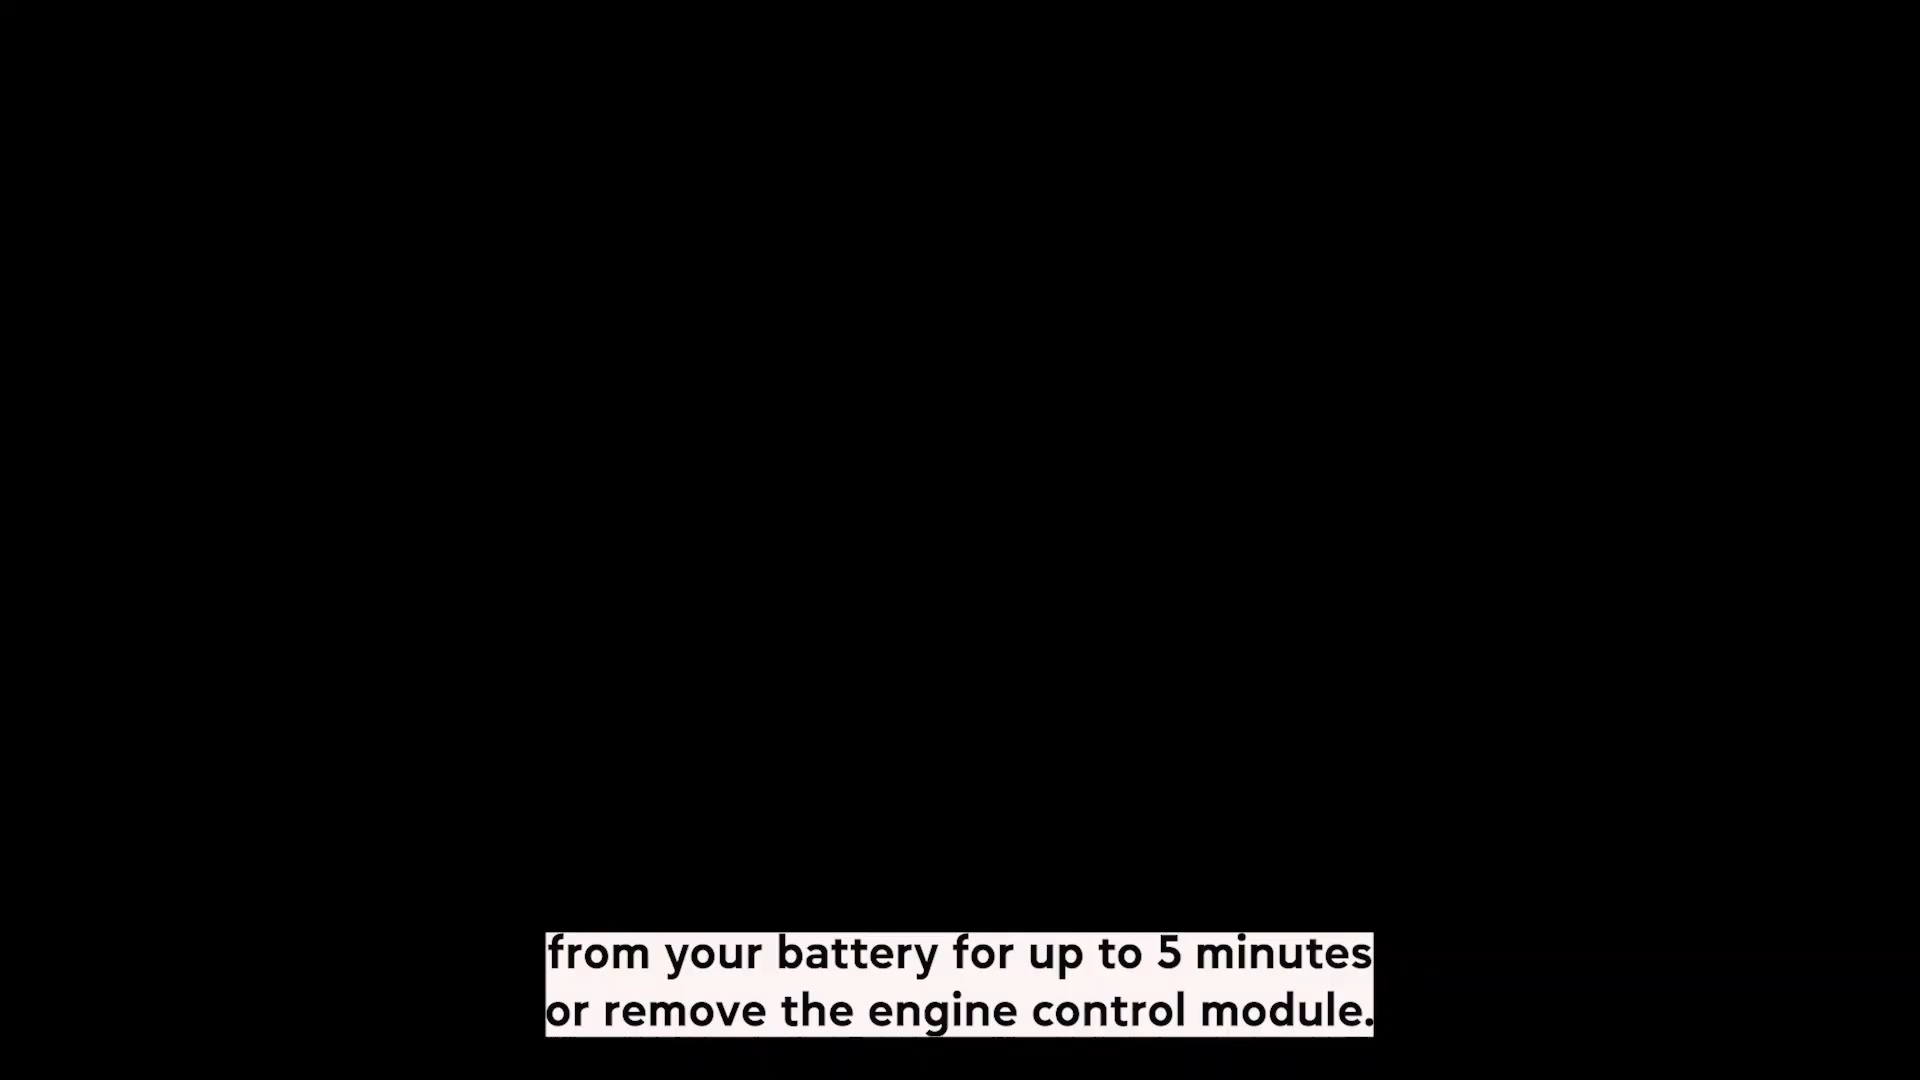 from your battery for up to 5 minutes
or remove the engine control module.